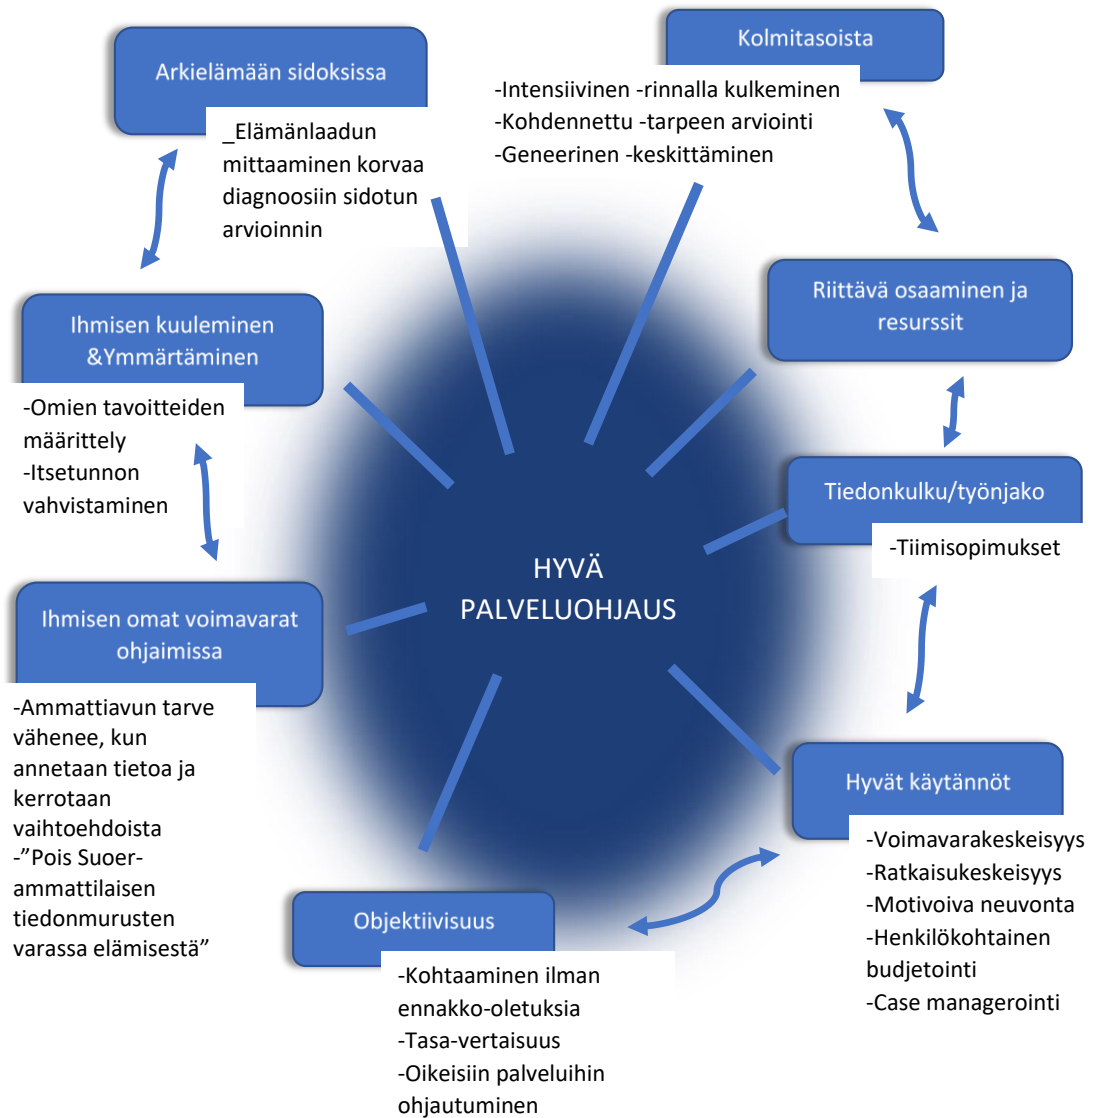 Arkielämään sidoksissa
_Elämänlaadun
mittaaminen korvaa
diagnoosiin sidotun
arvioinnin
Kolmitasoista
-Intensiivinen -rinnalla kulkeminen
-Kohdennettu -tarpeen arviointi
-Geneerinen -keskittäminen
Ihmisen kuuleminen
&Ymmärtäminen
-Omien tavoitteiden
määrittely
-Itsetunnon
vahvistaminen
Riittävä osaaminen ja
resurssit
Tiedonkulku/työnjako
-Tiimisopimukset
HYVÄ
PALVELUOHJAUS
Ihmisen omat voimavarat
ohjaimissa
-Ammattiavun tarve
vähenee, kun
annetaan tietoa ja
kerrotaan
vaihtoehdoista
-”Pois Suoer-
ammattilaisen
tiedonmurusten
varassa elämisestä”
Hyvät käytännöt
-Voimavarakeskeisyys
-Ratkaisukeskeisyys
-Motivoiva neuvonta
-Henkilökohtainen
budjetointi
-Case managerointi
Objektiivisuus
-Kohtaaminen ilman
ennakko-oletuksia
-Tasa-vertaisuus
-Oikeisiin palveluihin
ohjautuminen